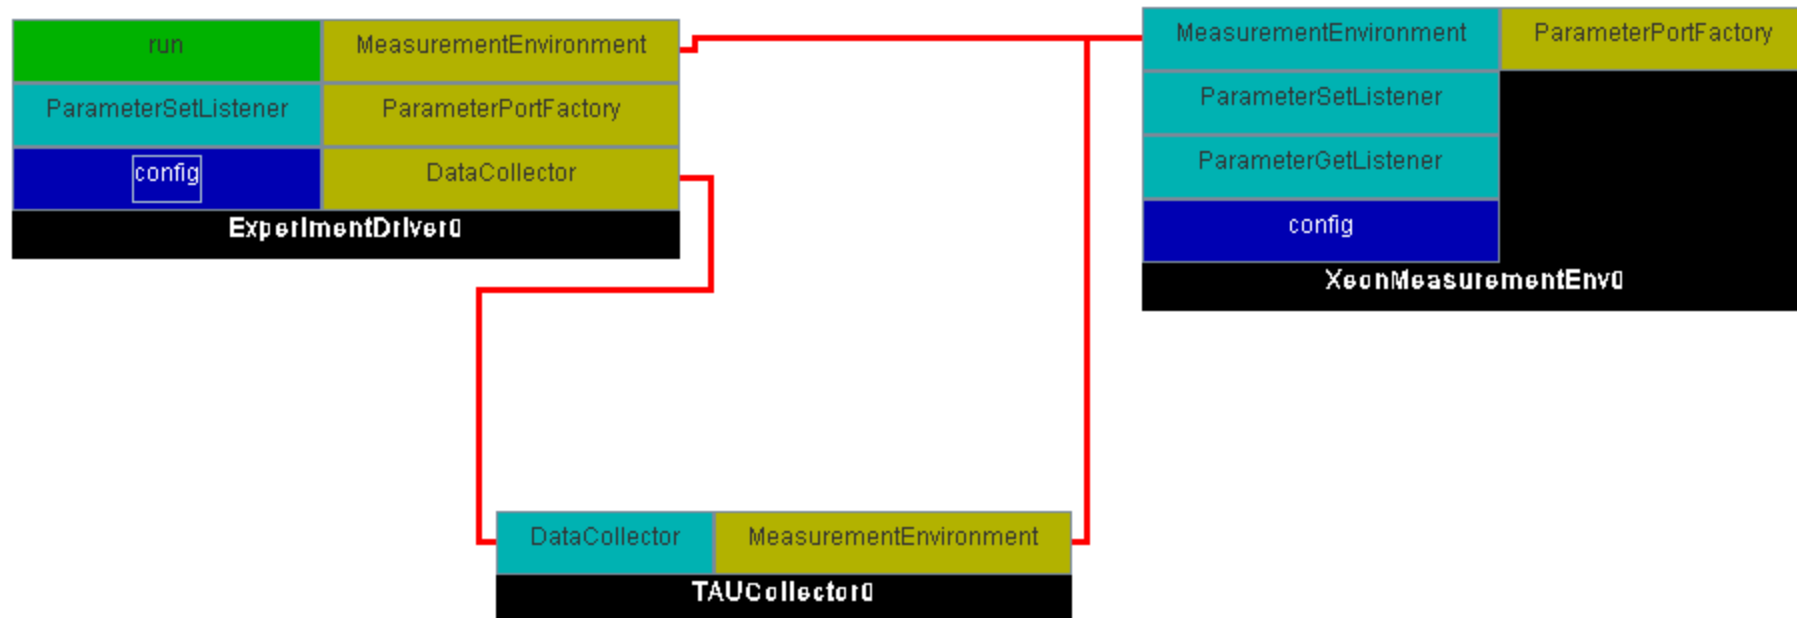 run MeasurementEnvironment
ParameterSetListener ParameterPortFactory
config DataCollector
ExperimentDriver0
MeasurementEnvironment ParameterPortFactory
ParameterSetListener
ParameterGetListener
config
XeonMeasurementEnv0
DataCollector MeasurementEnvironment
TAUCollector0